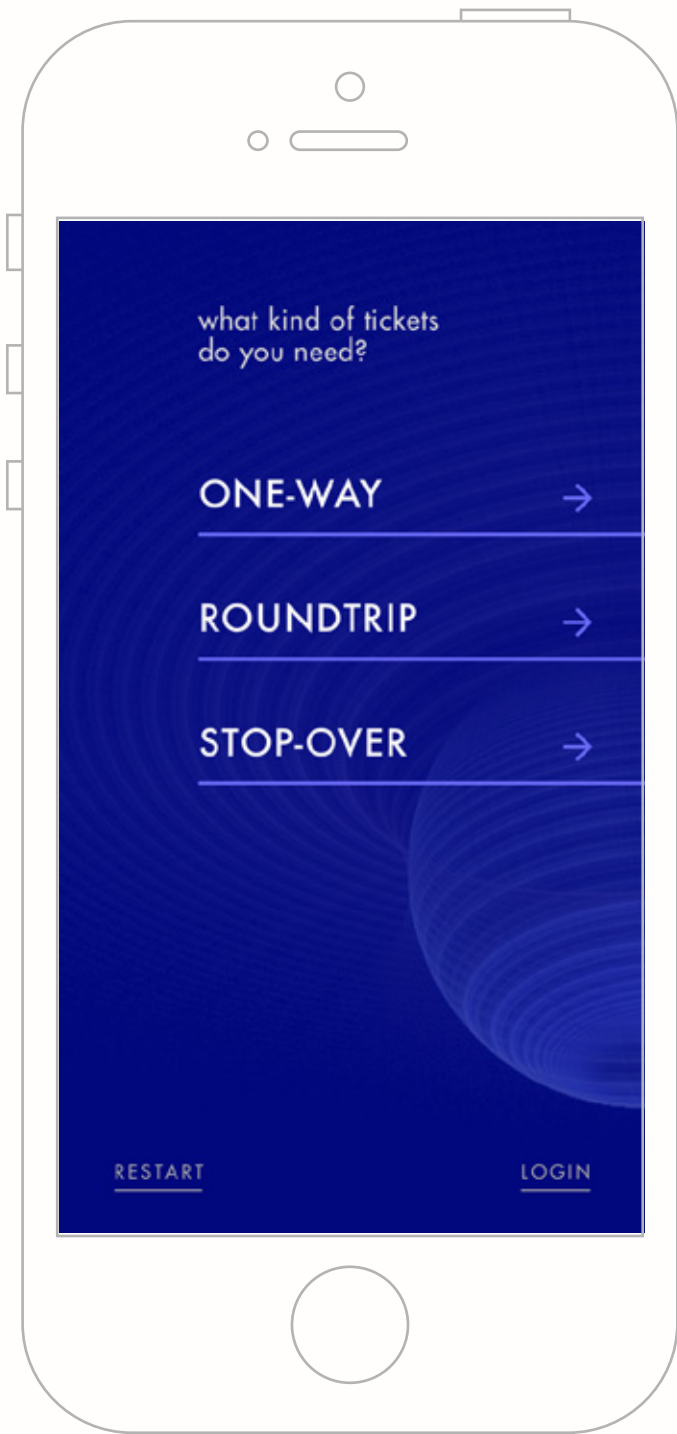 what kind of tickets
do you need?
ONE-WAY
ROUNDTRIP
STOP-OVER
RESTART
LOGIN